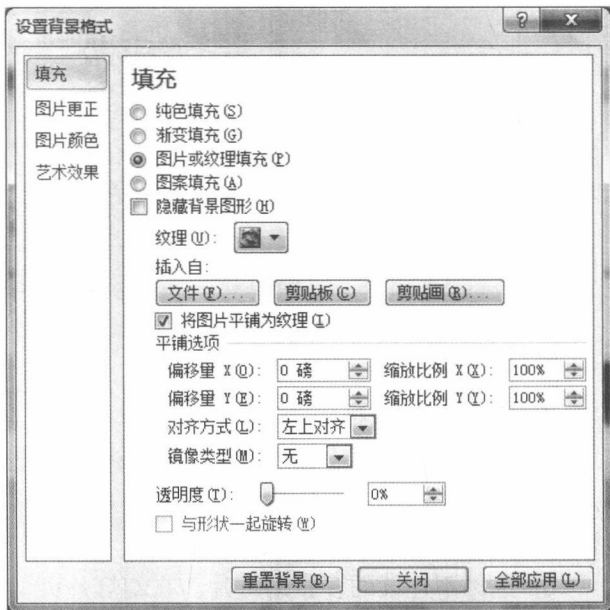 设置背景格式
填充
图片更正
图片颜色
艺术效果
填充
纯色填充(S)
渐变填充(G)
图片或纹理填充(P)
图案填充(A)
隐藏背景图形(H)
纹理(U):
插入自:
文件(F)... 剪贴板(C) 剪贴画(R)...
将图片平铺为纹理(I)
平铺选项
偏移量 X(O): 0 磅 缩放比例 X(X): 100%
偏移量 Y(E): 0 磅 缩放比例 Y(Y): 100%
对齐方式(L): 左上对齐
镜像类型(M): 无
透明度(T): 0%
与形状一起旋转(W)
重置背景(B) 关闭 全部应用(L)